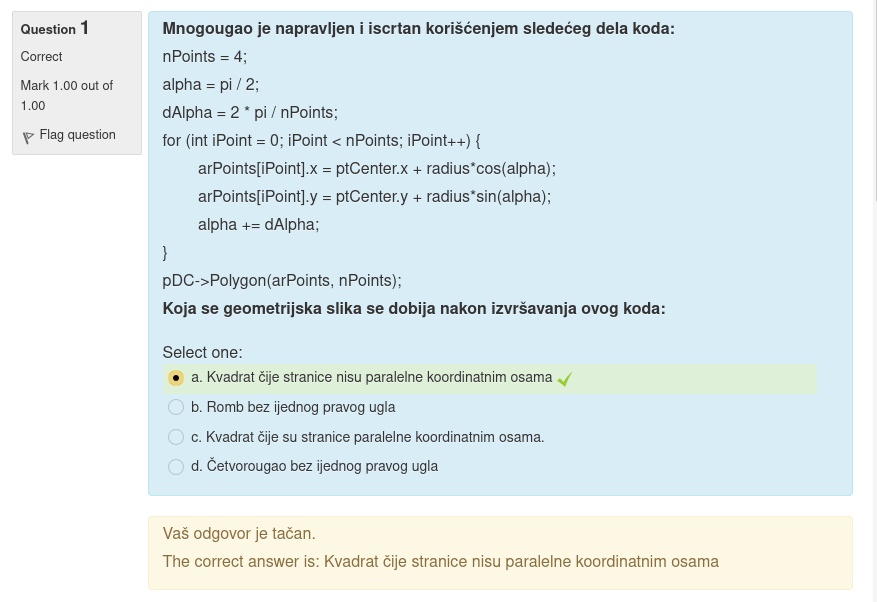 Question 1
Correct
Mark 1.00 out of
1.00
Flag question
Mnogougao je napravljen i iscrtan korišćenjem sledećeg dela koda:
nPoints = 4;
alpha = pi / 2;
dAlpha = 2 * pi / nPoints;
for (int iPoint = 0; iPoint < nPoints; iPoint++) {
arPoints[iPoint].x = ptCenter.x + radius*cos(alpha);
arPoints[iPoint].y = ptCenter.y + radius*sin(alpha);
alpha += dAlpha;
}
pDC->Polygon(arPoints, nPoints);
Koja se geometrijska slika se dobija nakon izvršavanja ovog koda:
Select one:
a. Kvadrat čije stranice nisu paralelne koordinatnim osama
b. Romb bez ijednog pravog ugla
c. Kvadrat čije su stranice paralelne koordinatnim osama.
d. Četvorougao bez ijednog pravog ugla
Vaš odgovor je tačan.
The correct answer is: Kvadrat čije stranice nisu paralelne koordinatnim osama